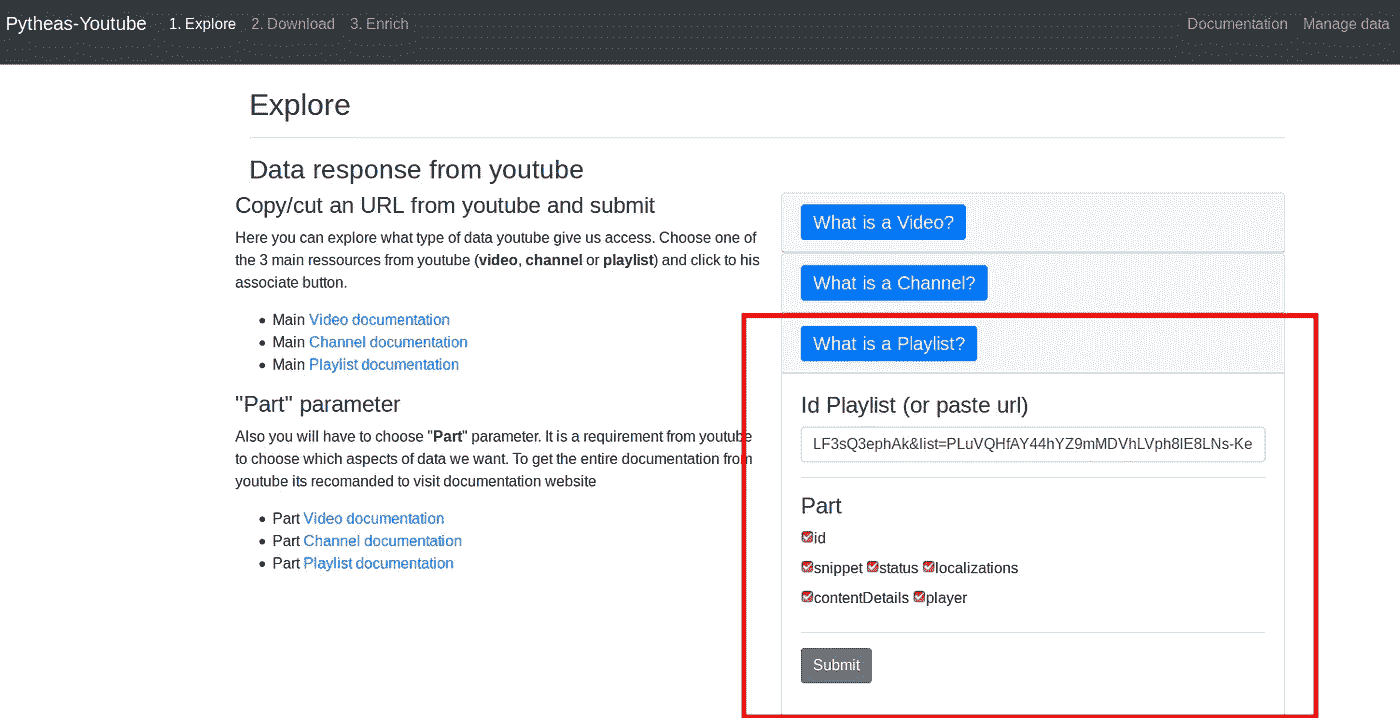 Pytheas-Youtube 1. Explore 2. Download 3. Enrich Documentation Manage data
Explore
Data response from youtube
Copy/cut an URL from youtube and submit
Here you can explore what type of data youtube give us access. Choose one of
the 3 main ressources from youtube (video, channel or playlist) and click to his
associate button.
Main Video documentation
Main Channel documentation
Main Playlist documentation
"Part" parameter
Also you will have to choose "Part" parameter. It is a requirement from youtube
to choose which aspects of data we want. To get the entire documentation from
youtube its recomanded to visit documentation website
Part Video documentation
Part Channel documentation
Part Playlist documentation
What is a Video?
What is a Channel?
What is a Playlist?
Id Playlist (or paste url)
LF3sQ3ephAk&list=PLuVQHfAY44hYZ9mMDVhLVph8lE8LNs-Ke
Part
id
snippet status localizations
contentDetails player
Submit